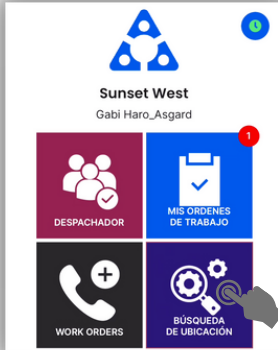 Sunset West
Gabi Haro_Asgard
1
DESPACHADOR
MIS ORDENES
DE TRABAJO
WORK ORDERS
BÚSQUEDA
DE UBICACIÓN